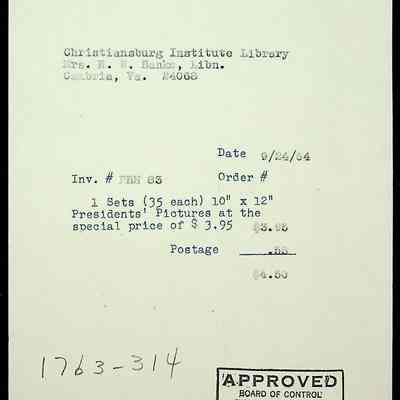 Christiansburg Institute Library
Mrs. Banks, Libn.
Cambria, Va. 24068
Date 9/24/64
Inv. # 83 Order #
1 Sets (35 each) 10" x 12"
Presidents' Pictures at the
special price of $ 3.95 $3.95
Postage .55
$4.50
1763-314
APPROVED
BOARD OF CONTROL